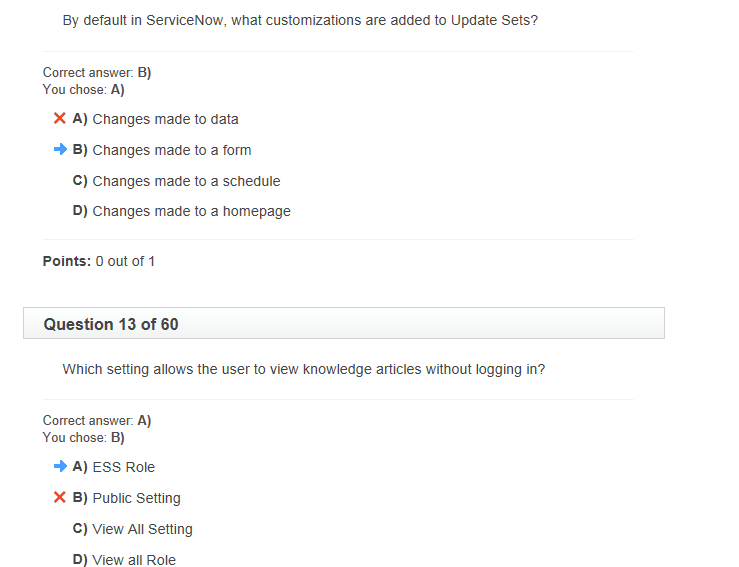 By default in ServiceNow, what customizations are added to Update Sets?
Correct answer: B)
You chose: A)
A) Changes made to data
B) Changes made to a form
C) Changes made to a schedule
D) Changes made to a homepage
Points: 0 out of 1
Question 13 of 60
Which setting allows the user to view knowledge articles without logging in?
Correct answer: A)
You chose: B)
A) ESS Role
B) Public Setting
C) View All Setting
D) View all Role